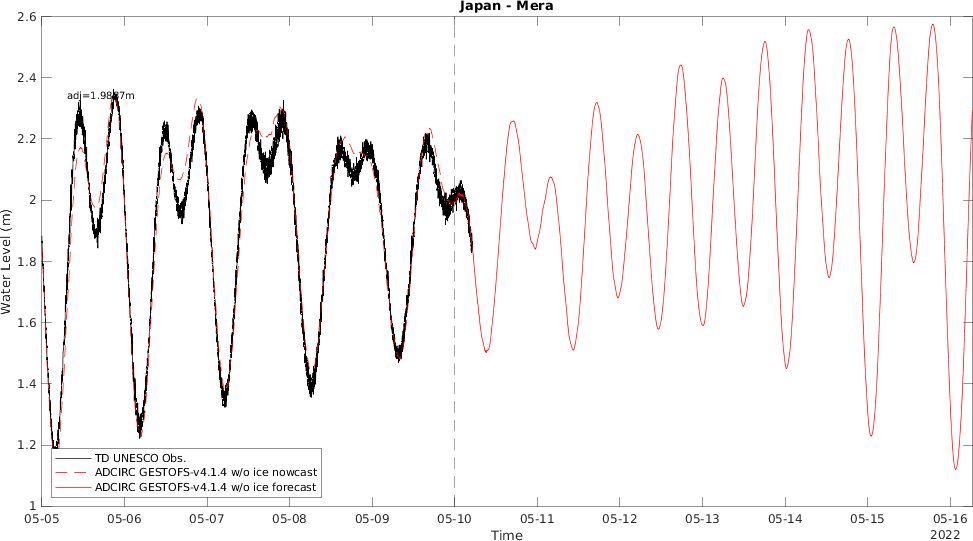 Japan - Mera
2.6
2.4
2.2
2
1.8
1.6
1.4
1.2
1
Water Level (m)
TD UNESCO Obs.
ADCIRC GESTOFS-v4.1.4 w/o ice nowcast
ADCIRC GESTOFS-v4.1.4 w/o ice forecast
05-05 05-06 05-07 05-08 05-09 05-10 05-11 05-12 05-13 05-14 05-15 05-16
Time
2022